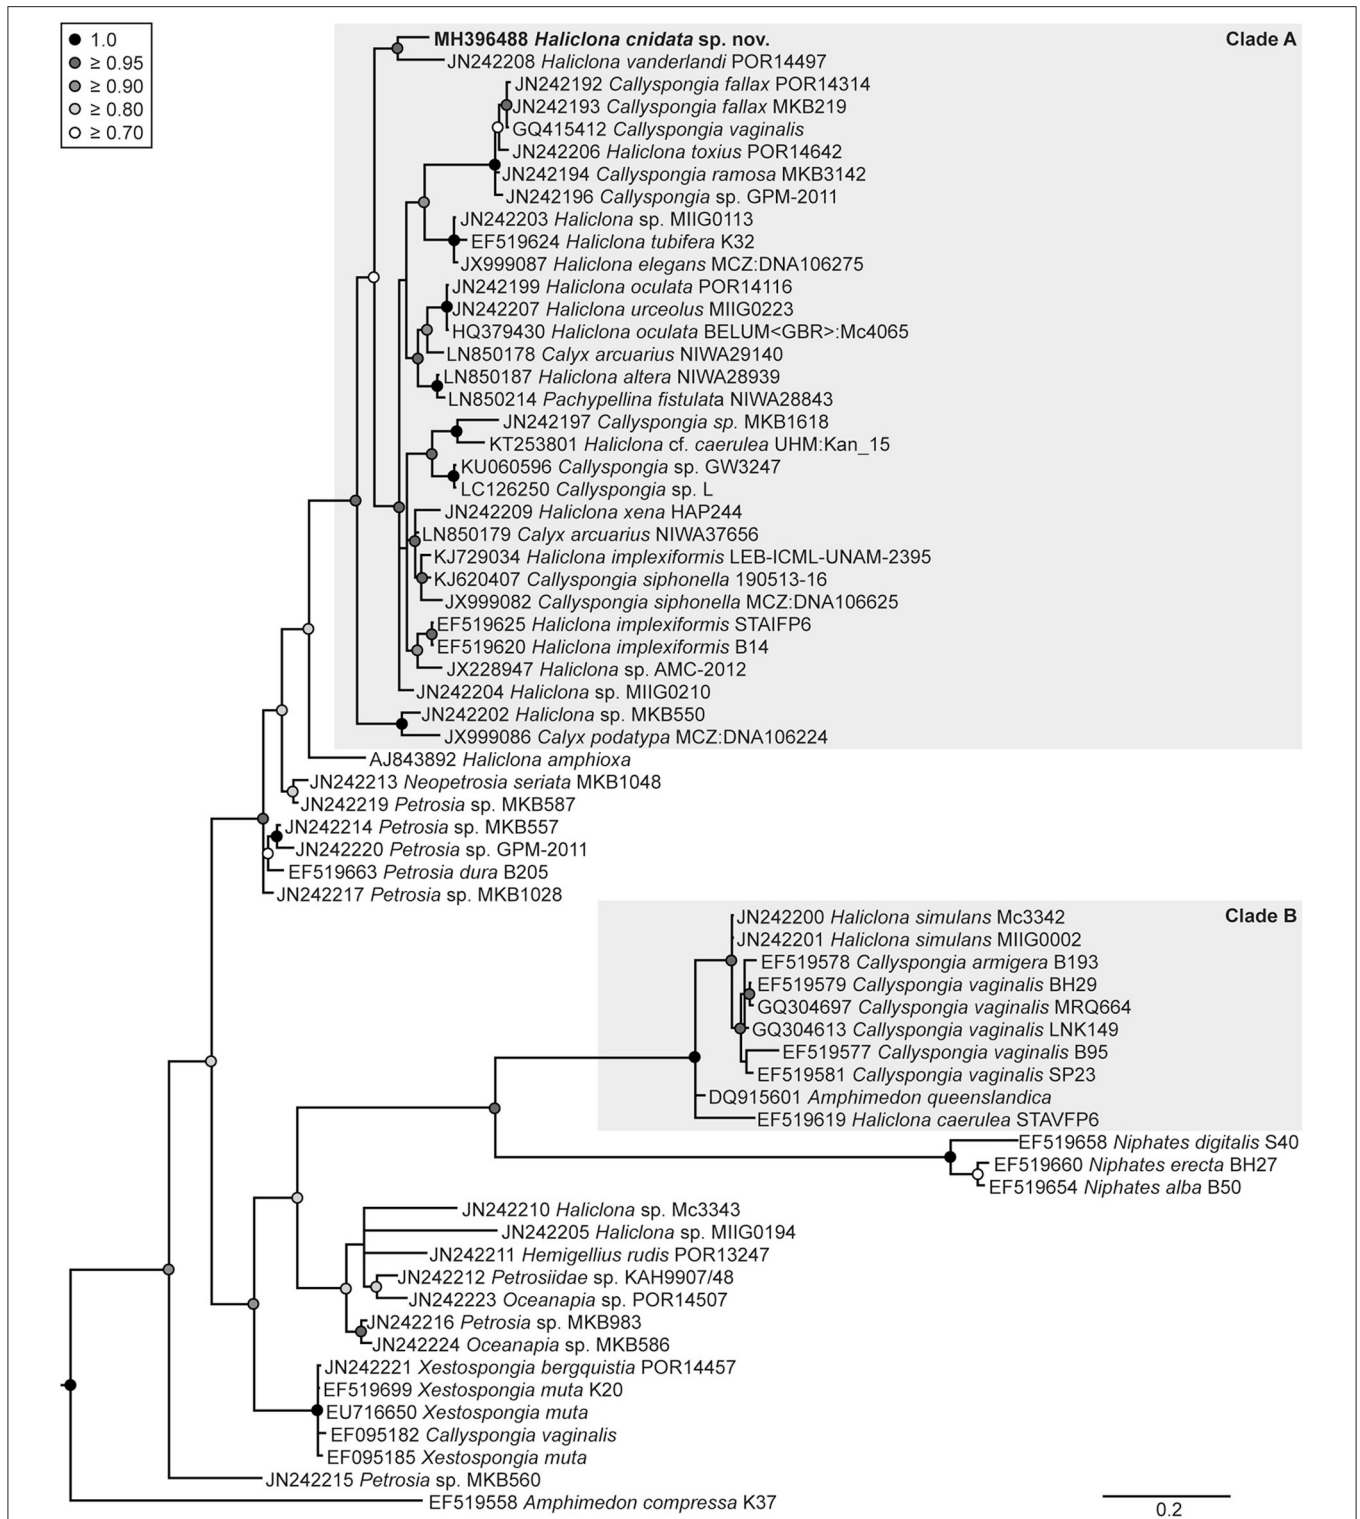 1.0
≥ 0.95
≥ 0.90
≥ 0.80
≥ 0.70
Clade A
MH396488 Haliclona cnidata sp. nov.
JN242208 Haliclona vanderlandi POR14497
JN242192 Callyspongia fallax POR14314
JN242193 Callyspongia fallax MKB219
GQ415412 Callyspongia vaginalis
JN242206 Haliclona toxius POR14642
JN242194 Callyspongia ramosa MKB3142
JN242196 Callyspongia sp. GPM-2011
JN242203 Haliclona sp. MIIG0113
EF519624 Haliclona tubifera K32
JX999087 Haliclona elegans MCZ:DNA106275
JN242199 Haliclona oculata POR14116
JN242207 Haliclona urceolus MIIG0223
HQ379430 Haliclona oculata BELUM<GBR>:Mc4065
LN850178 Calyx arcuarius NIWA29140
LN850187 Haliclona altera NIWA28939
LN850214 Pachypellina fistulata NIWA28843
JN242197 Callyspongia sp. MKB1618
KT253801 Haliclona cf. caerulea UHM:Kan_15
KU060596 Callyspongia sp. GW3247
LC126250 Callyspongia sp. L
JN242209 Haliclona xena HAP244
LN850179 Calyx arcuarius NIWA37656
KJ729034 Haliclona implexiformis LEB-ICML-UNAM-2395
KJ620407 Callyspongia siphonella 190513-16
JX999082 Callyspongia siphonella MCZ:DNA106625
EF519625 Haliclona implexiformis STAIFP6
EF519620 Haliclona implexiformis B14
JX228947 Haliclona sp. AMC-2012
JN242204 Haliclona sp. MIIG0210
JN242202 Haliclona sp. MKB550
JX999086 Calyx podatypa MCZ:DNA106224
AJ843892 Haliclona amphioxa
JN242213 Neopetrosia seriata MKB1048
JN242219 Petrosia sp. MKB587
JN242214 Petrosia sp. MKB557
JN242220 Petrosia sp. GPM-2011
EF519663 Petrosia dura B205
JN242217 Petrosia sp. MKB1028
Clade B
JN242200 Haliclona simulans Mc3342
JN242201 Haliclona simulans MIIG0002
EF519578 Callyspongia armigera B193
EF519579 Callyspongia vaginalis BH29
GQ304697 Callyspongia vaginalis MRQ664
GQ304613 Callyspongia vaginalis LNK149
EF519577 Callyspongia vaginalis B95
EF519581 Callyspongia vaginalis SP23
DQ915601 Amphimedon queenslandica
EF519619 Haliclona caerulea STAVFP6
EF519658 Niphates digitalis S40
EF519660 Niphates erecta BH27
EF519654 Niphates alba B50
JN242210 Haliclona sp. Mc3343
JN242205 Haliclona sp. MIIG0194
JN242211 Hemigellius rudis POR13247
JN242212 Petrosiidae sp. KAH9907/48
JN242223 Oceanapia sp. POR14507
JN242216 Petrosia sp. MKB983
JN242224 Oceanapia sp. MKB586
JN242221 Xestospongia bergquistia POR14457
EF519699 Xestospongia muta K20
EU716650 Xestospongia muta
EF095182 Callyspongia vaginalis
EF095185 Xestospongia muta
JN242215 Petrosia sp. MKB560
EF519558 Amphimedon compressa K37
0.2